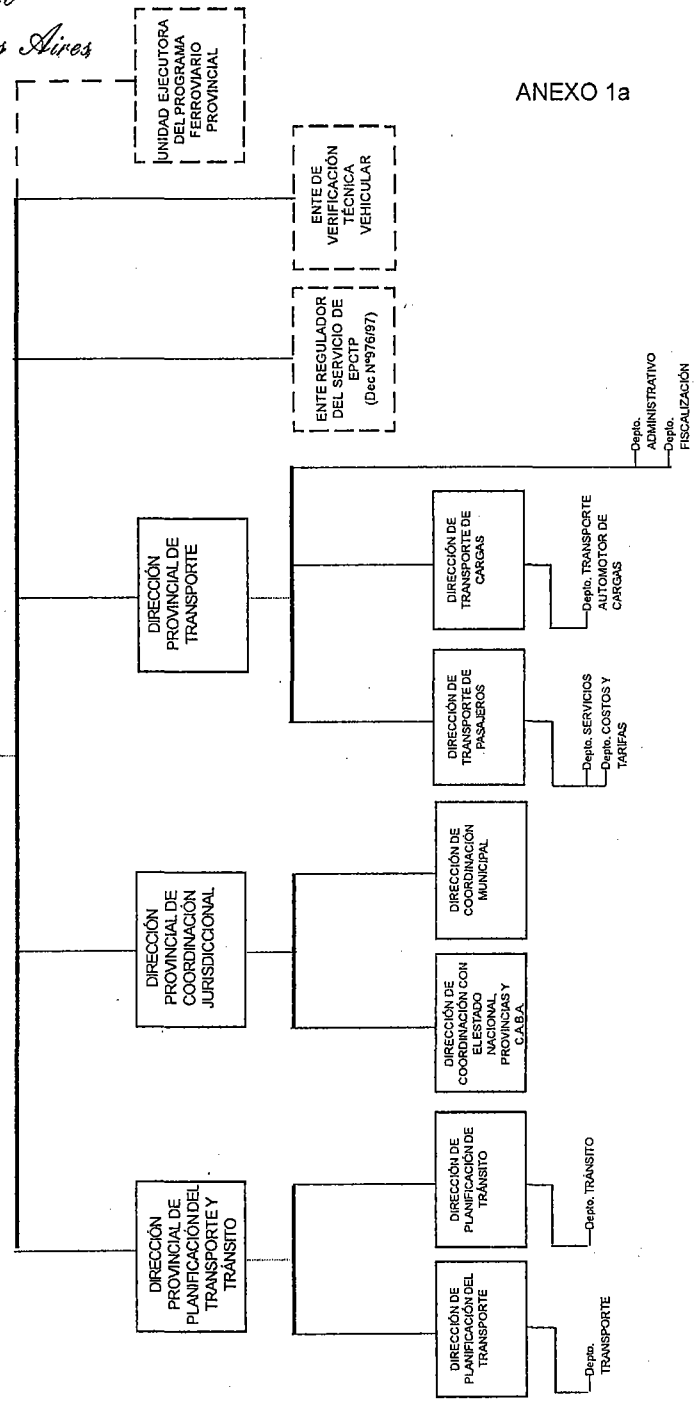 Aires
ANEXO 1a
UNIDAD EJECUTORA
DEL PROGRAMA
FERROVIARIO
PROVINCIAL
ENTE DE
VERIFICACIÓN
TÉCNICA
VEHICULAR
ENTE REGULADOR
DEL SERVICIO DE
EPCTP
(Dec Nº976/97)
DIRECCIÓN
PROVINCIAL DE
TRANSPORTE
DIRECCIÓN DE
TRANSPORTE DE
CARGAS
Depto. TRANSPORTE
AUTOMOTOR DE
CARGAS
DIRECCIÓN DE
TRANSPORTE DE
PASAJEROS
Depto. SERVICIOS
Depto. COSTOS Y
TARIFAS
Depto.
ADMINISTRATIVO
Depto.
FISCALIZACIÓN
DIRECCIÓN
PROVINCIAL DE
COORDINACIÓN
JURISDICCIONAL
DIRECCIÓN DE
COORDINACIÓN
MUNICIPAL
DIRECCIÓN DE
COORDINACIÓN CON
ELESTADO
NACIONAL,
PROVINCIAS Y
C.A.B.A.
DIRECCIÓN
PROVINCIAL DE
PLANIFICACIÓN DEL
TRANSPORTE Y
TRÁNSITO
DIRECCIÓN DE
PLANIFICACIÓN DE
TRÁNSITO
Depto. TRÁNSITO
DIRECCIÓN DE
PLANIFICACIÓN DEL
TRANSPORTE
Depto.
TRANSPORTE